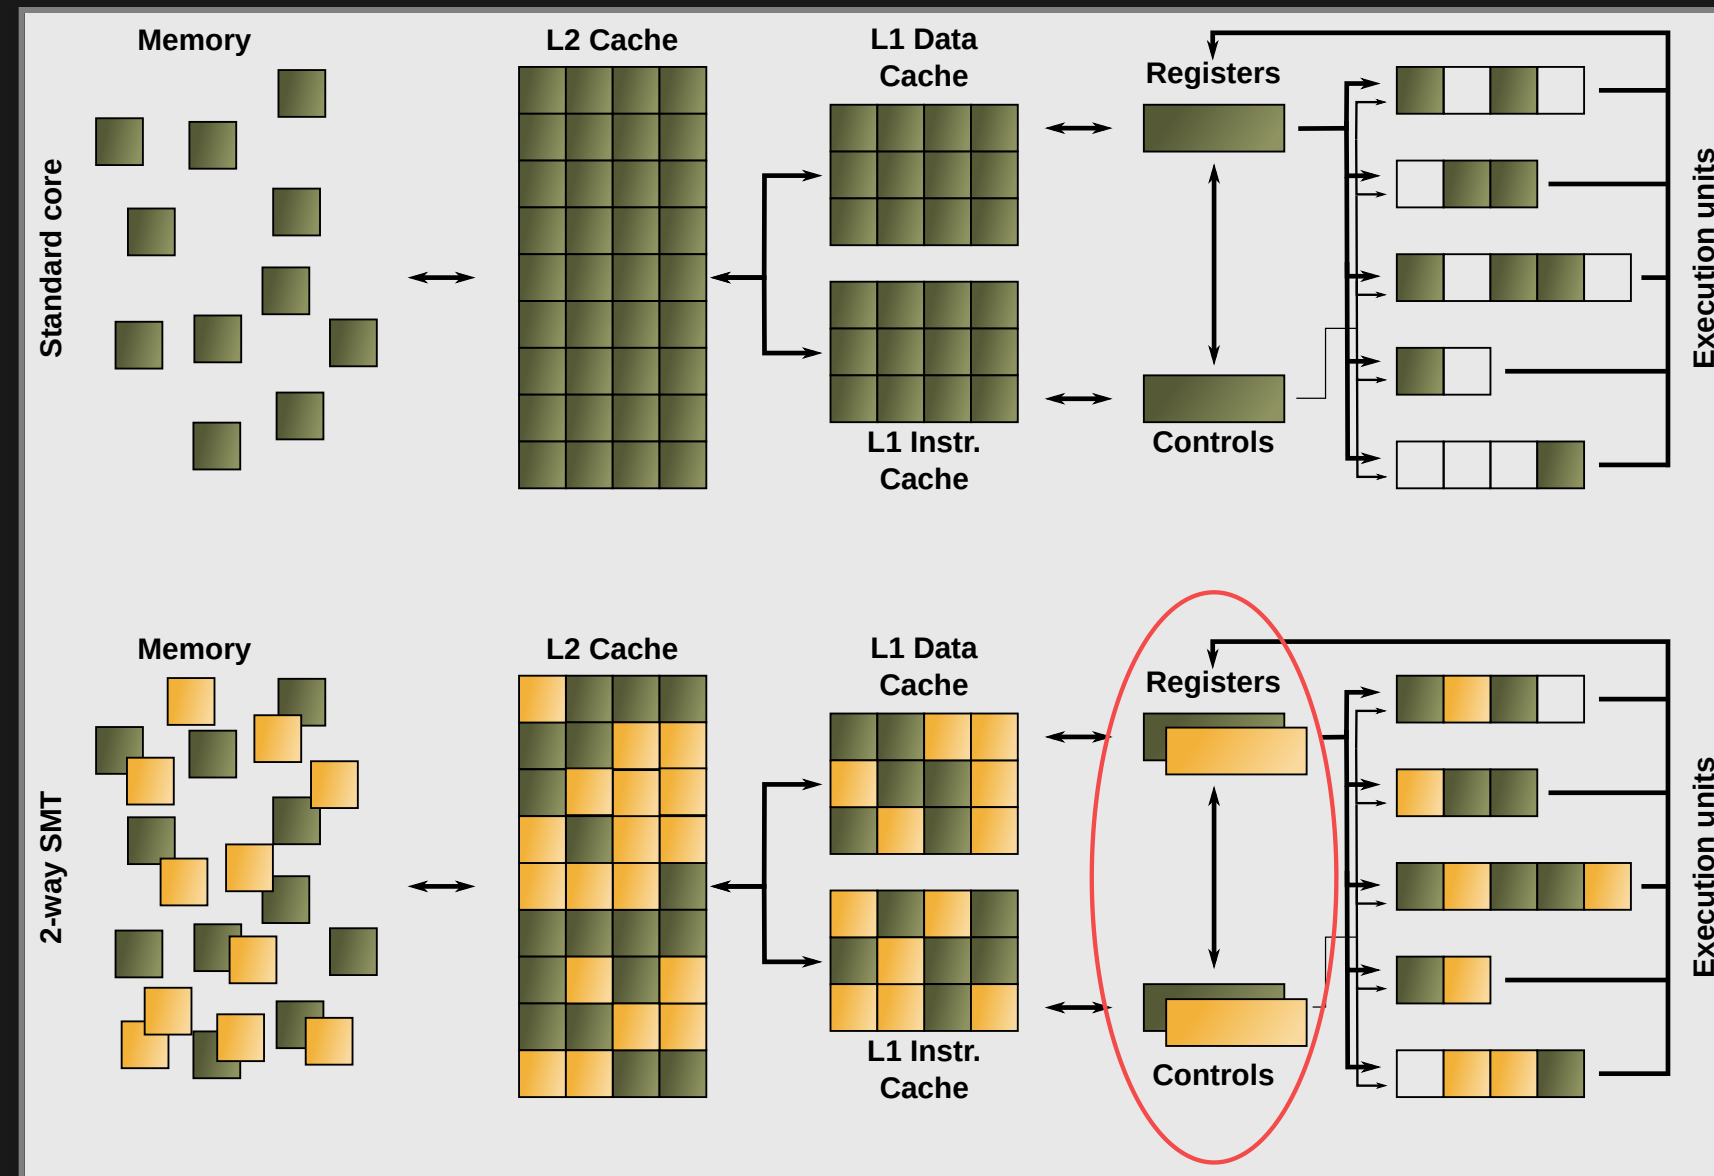 Memory
L2 Cache
L1 Data
Cache
Registers
Standard core
Execution units
L1 Instr.
Cache
Controls
Memory
L2 Cache
L1 Data
Cache
Registers
2-way SMT
Execution units
L1 Instr.
Cache
Controls